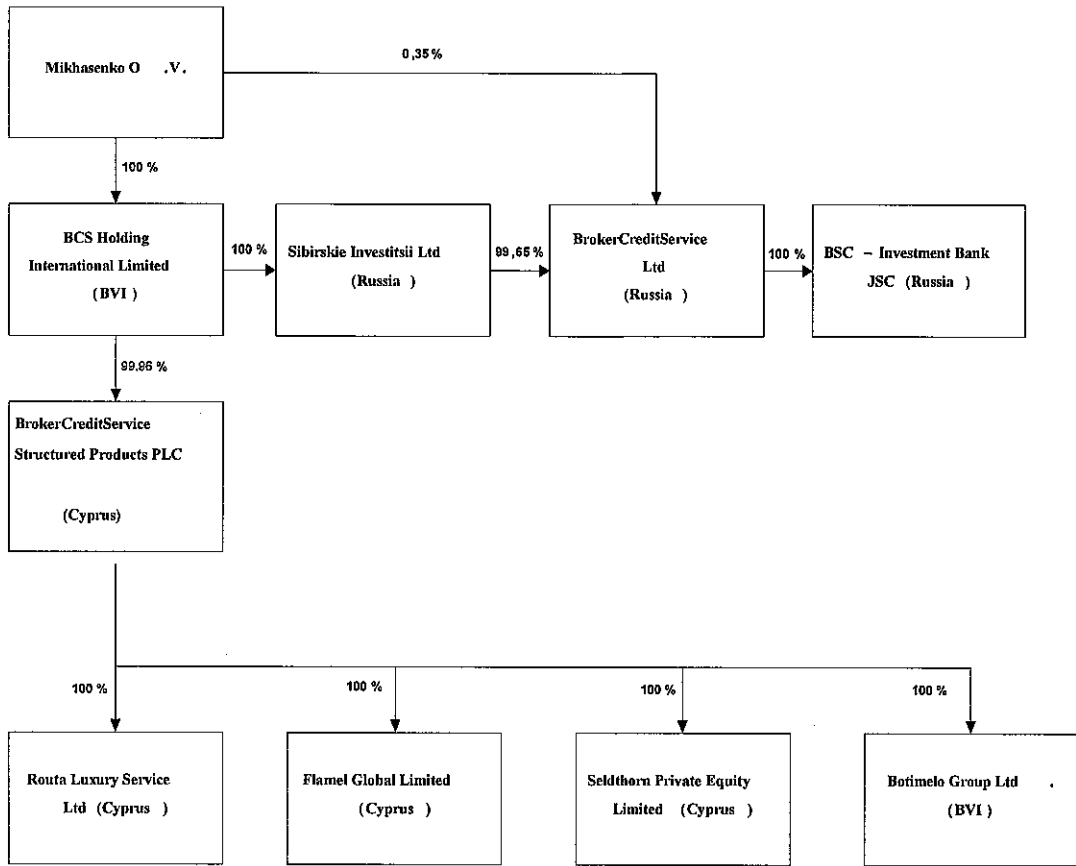 Mikhasenko O .V.
0,35 %
100 %
BCS Holding
International Limited
(BVI )
100 %
Sibirskie Investitsii Ltd
(Russia )
99,65 %
BrokerCreditService
Ltd
(Russia )
100 %
BSC – Investment Bank
JSC (Russia )
99.96 %
BrokerCreditService
Structured Products PLC
(Cyprus)
100 %
100 %
100 %
100 %
Routa Luxury Service
Ltd (Cyprus )
Flamel Global Limited
(Cyprus )
Seldthorn Private Equity
Limited (Cyprus )
Botimelo Group Ltd .
(BVI )